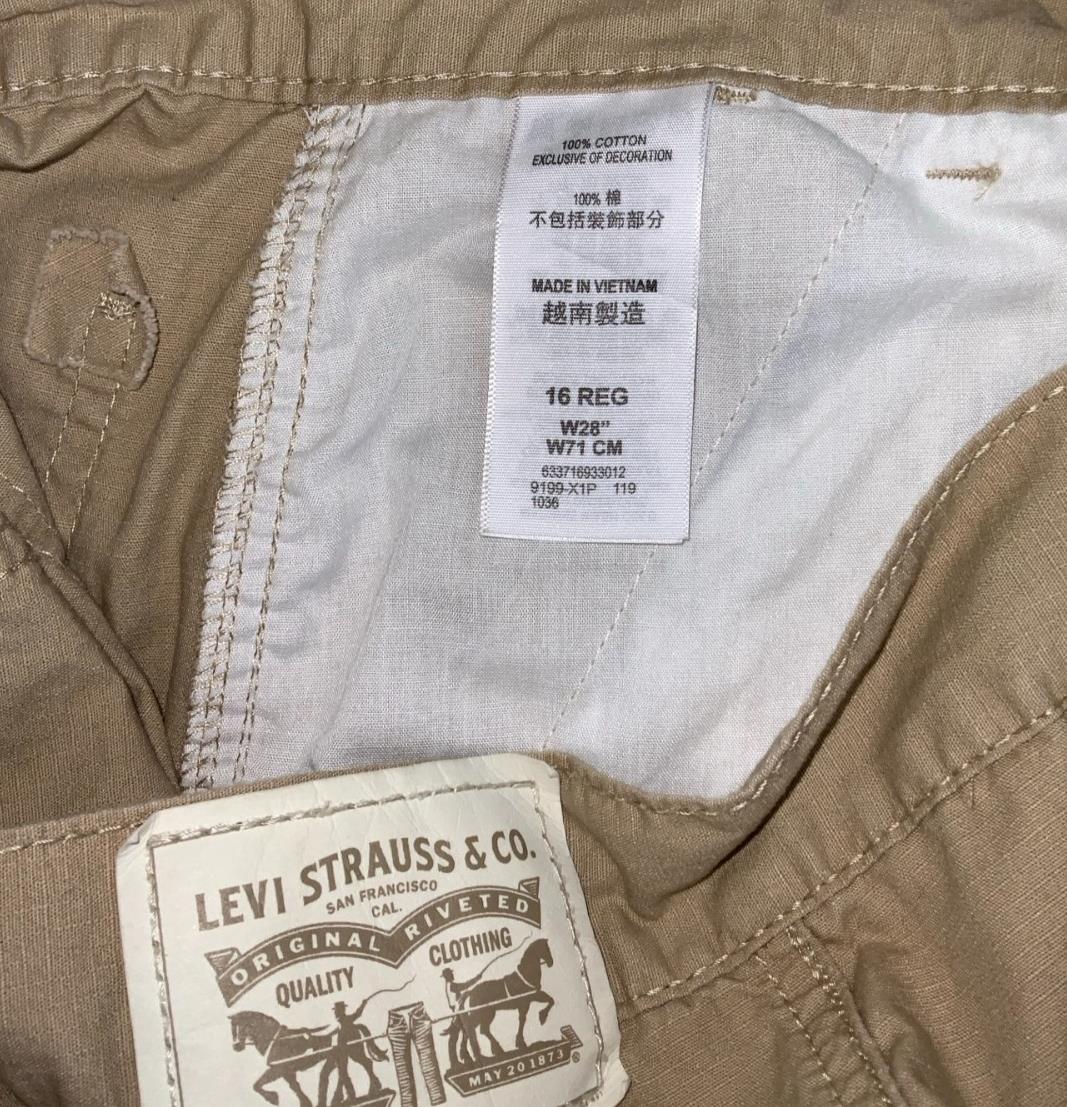 100% COTTON
EXCLUSIVE OF DECORATION
100% 棉
不包括裝飾部分
MADE IN VIETNAM
越南製造
16 REG
W28”
W71 CM
633716933012
9199-X1P 119
1036
LEVI STRAUSS & CO.
SAN FRANCISCO
CAL.
ORIGINAL RIVETED
QUALITY CLOTHING
MAY 20 1873 ®